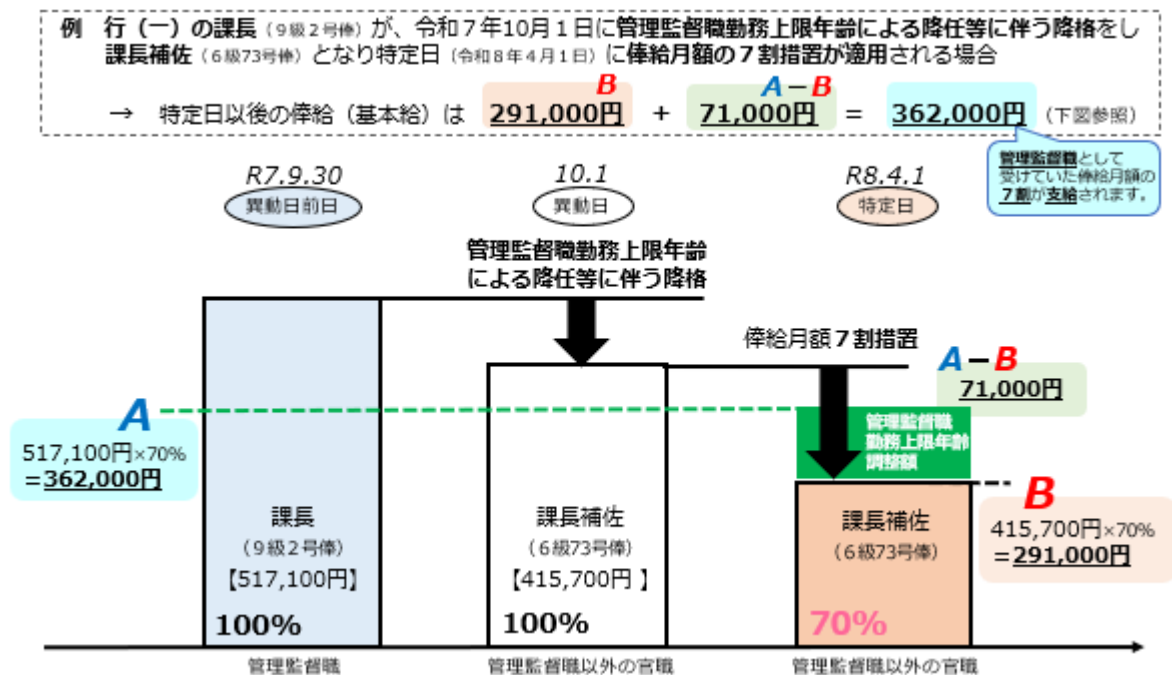 例 行（一）の課長（９級２号俸）が、令和７年10月１日に管理監督職勤務上限年齢による降任等に伴う降格をし
課長補佐（６級73号俸）となり特定日（令和８年４月１日）に俸給月額の７割措置が適用される場合
B
A－B
→ 特定日以後の俸給（基本給）は 291,000円 + 71,000円 = 362,000円 （下図参照）
管理監督職として
受けていた俸給月額の
７割が支給されます。
R7.9.30
10.1
R8.4.1
異動日前日
異動日
特定日
管理監督職勤務上限年齢
による降任等に伴う降格
俸給月額７割措置
A－B
71,000円
A
517,100円×70%
＝362,000円
管理監督職
勤務上限年齢
調整額
B
415,700円×70%
＝291,000円
課長
（９級２号俸）
【517,100円】
100%
課長補佐
（６級73号俸）
【415,700円 】
100%
課長補佐
（６級73号俸）
70%
管理監督職
管理監督職以外の官職
管理監督職以外の官職